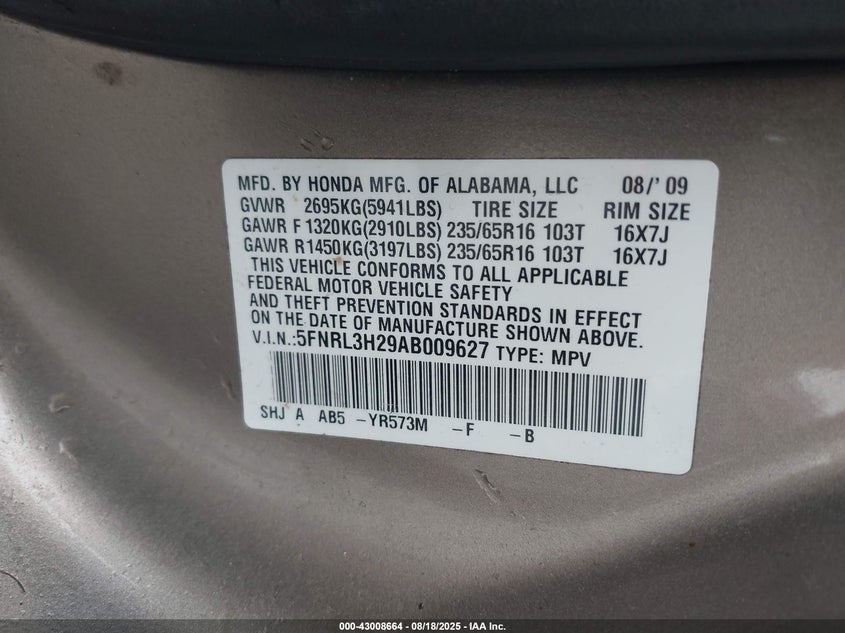 MFD. BY HONDA MFG. OF ALABAMA, LLC 08/' 09
GVWR 2695KG(5941LBS) TIRE SIZE RIM SIZE
GAWR F 1320KG(2910LBS) 235/65R16 103T 16X7J
GAWR R1450KG(3197LBS) 235/65R16 103T 16X7J
THIS VEHICLE CONFORMS TO ALL APPLICABLE
FEDERAL MOTOR VEHICLE SAFETY
AND THEFT PREVENTION STANDARDS IN EFFECT
ON THE DATE OF MANUFACTURE SHOWN ABOVE.
V.I.N.:5FNRL3H29AB009627 TYPE: MPV
SHJ A AB5 -YR573M -F -B
000-43008664 - 08/18/2025 - IAA Inc.